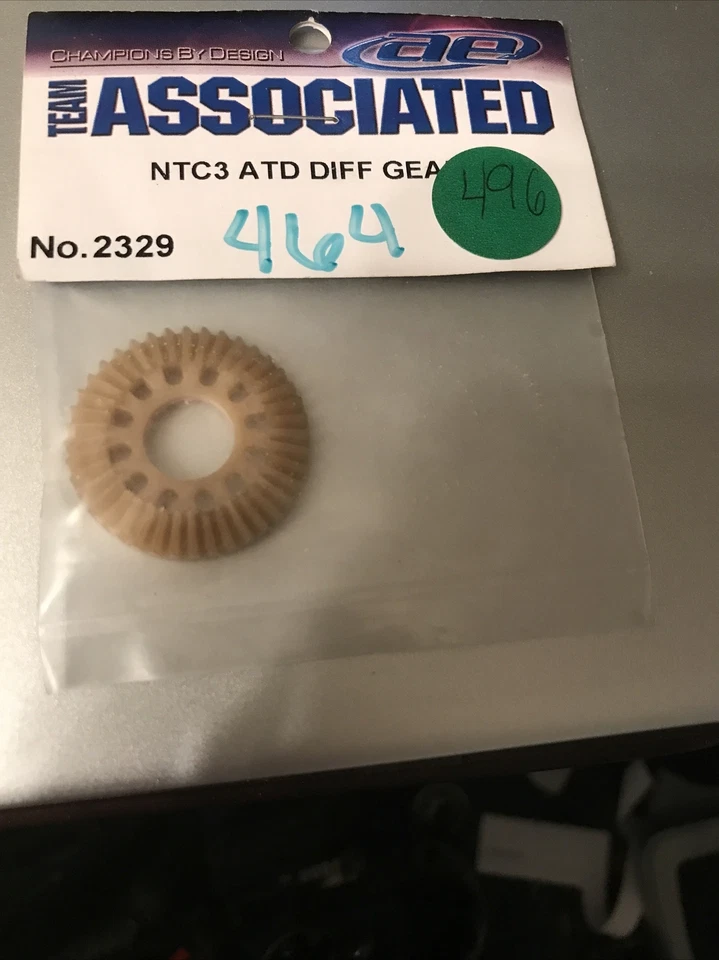 CHAMPIONS BY DESIGN
ae
TEAM ASSOCIATED
NTC3 ATD DIFF GEA
496
464
No. 2329